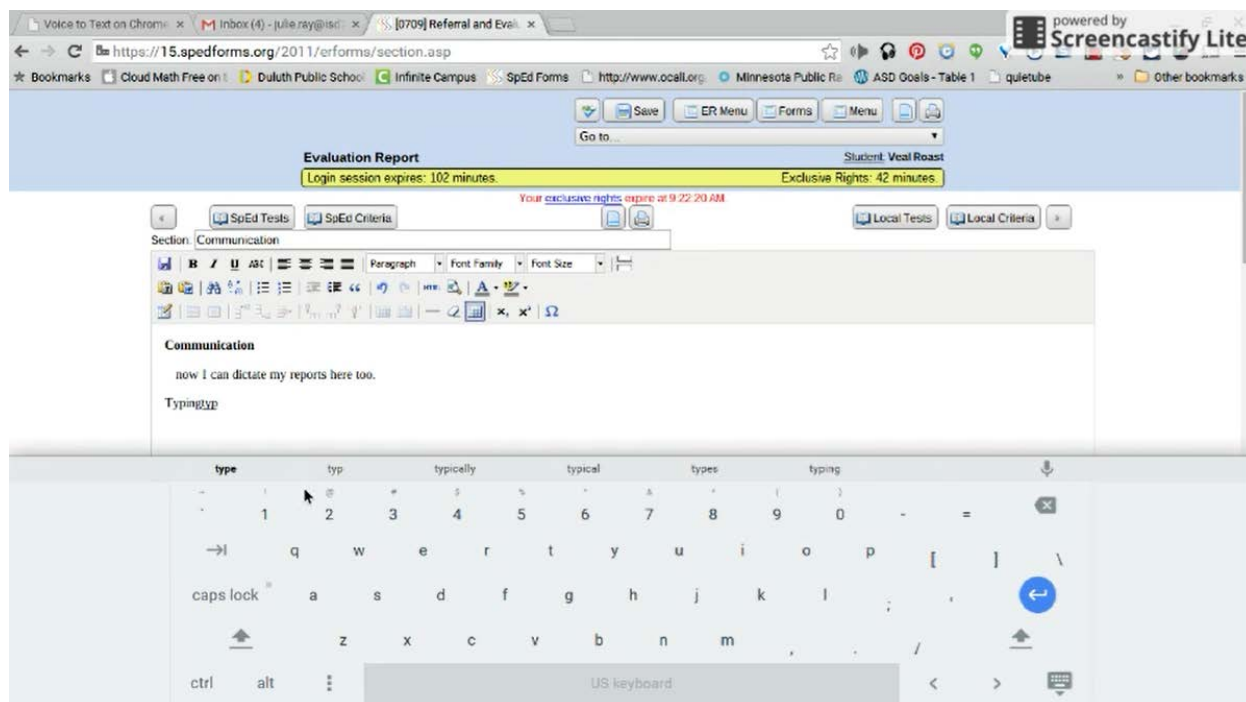 Voice to Text on Chrome × Inbox (4) - julie.ray@isd × [0709] Referral and Eval ×
powered by
Screencastify Lite
https://15.spedforms.org/2011/erforms/section.asp
Bookmarks Cloud Math Free on t Duluth Public School Infinite Campus SpEd Forms http://www.ocali.org Minnesota Public Ra ASD Goals - Table 1 quietube » Other bookmarks
Save ER Menu Forms Menu
Go to...
Evaluation Report Student: Veal Roast
Login session expires: 102 minutes. Exclusive Rights: 42 minutes.
Your exclusive rights expire at 9:22:20 AM
« SpEd Tests SpEd Criteria Local Tests Local Criteria »
Section: Communication
B I U ABC Paragraph Font Family Font Size
HTML A
x, x² Ω
Communication
now I can dictate my reports here too.
Typingtyp
type typ typically typical types typing
~ ! @ # $ % ^ & * ( )
` 1 2 3 4 5 6 7 8 9 0 - =
q w e r t y u i o p [ ] \
caps lock a s d f g h j k l ; '
z x c v b n m , . /
ctrl alt US keyboard < >